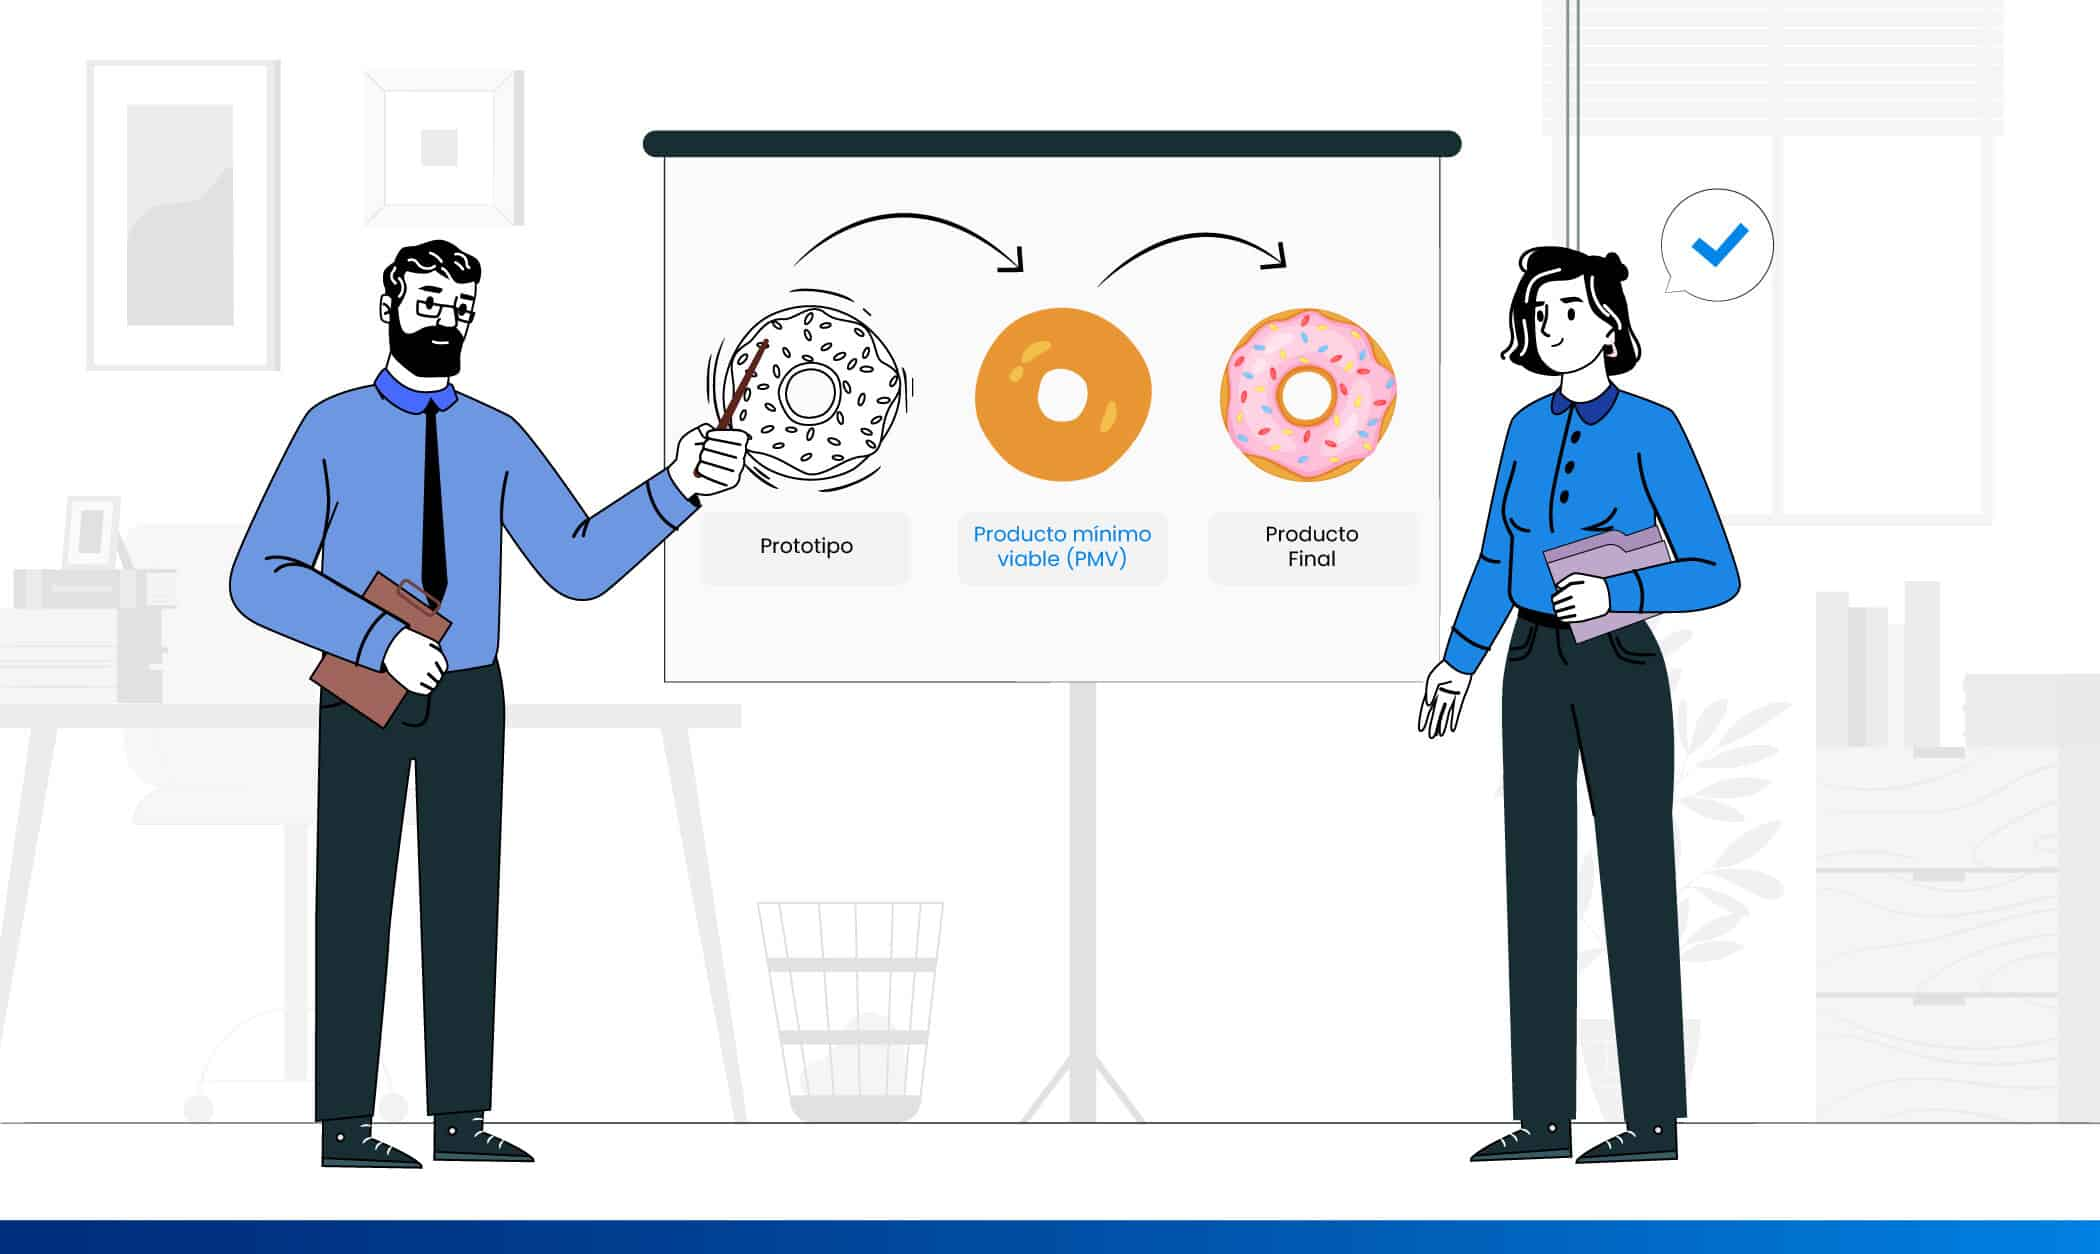 Prototipo
Producto mínimo
viable (PMV)
Producto
Final